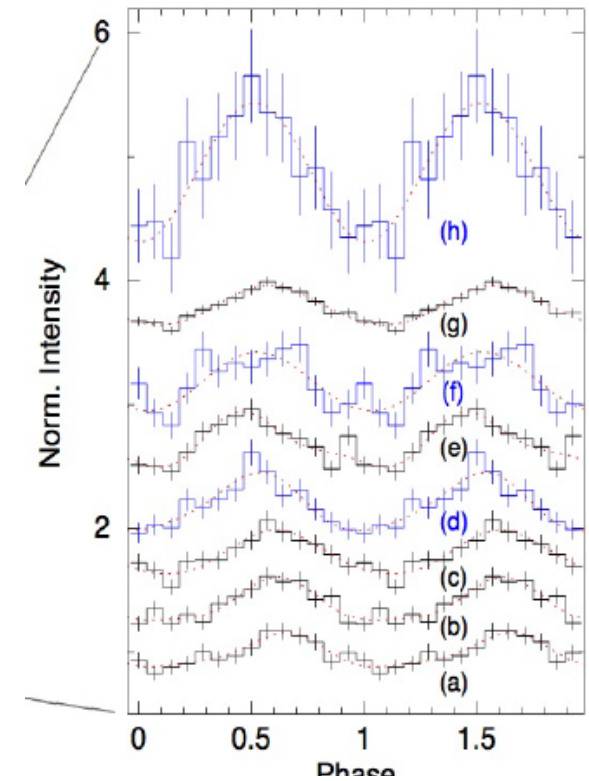 6
4
2
Norm. Intensity
(h)
(g)
(f)
(e)
(d)
(c)
(b)
(a)
0 0.5 1 1.5
Phase